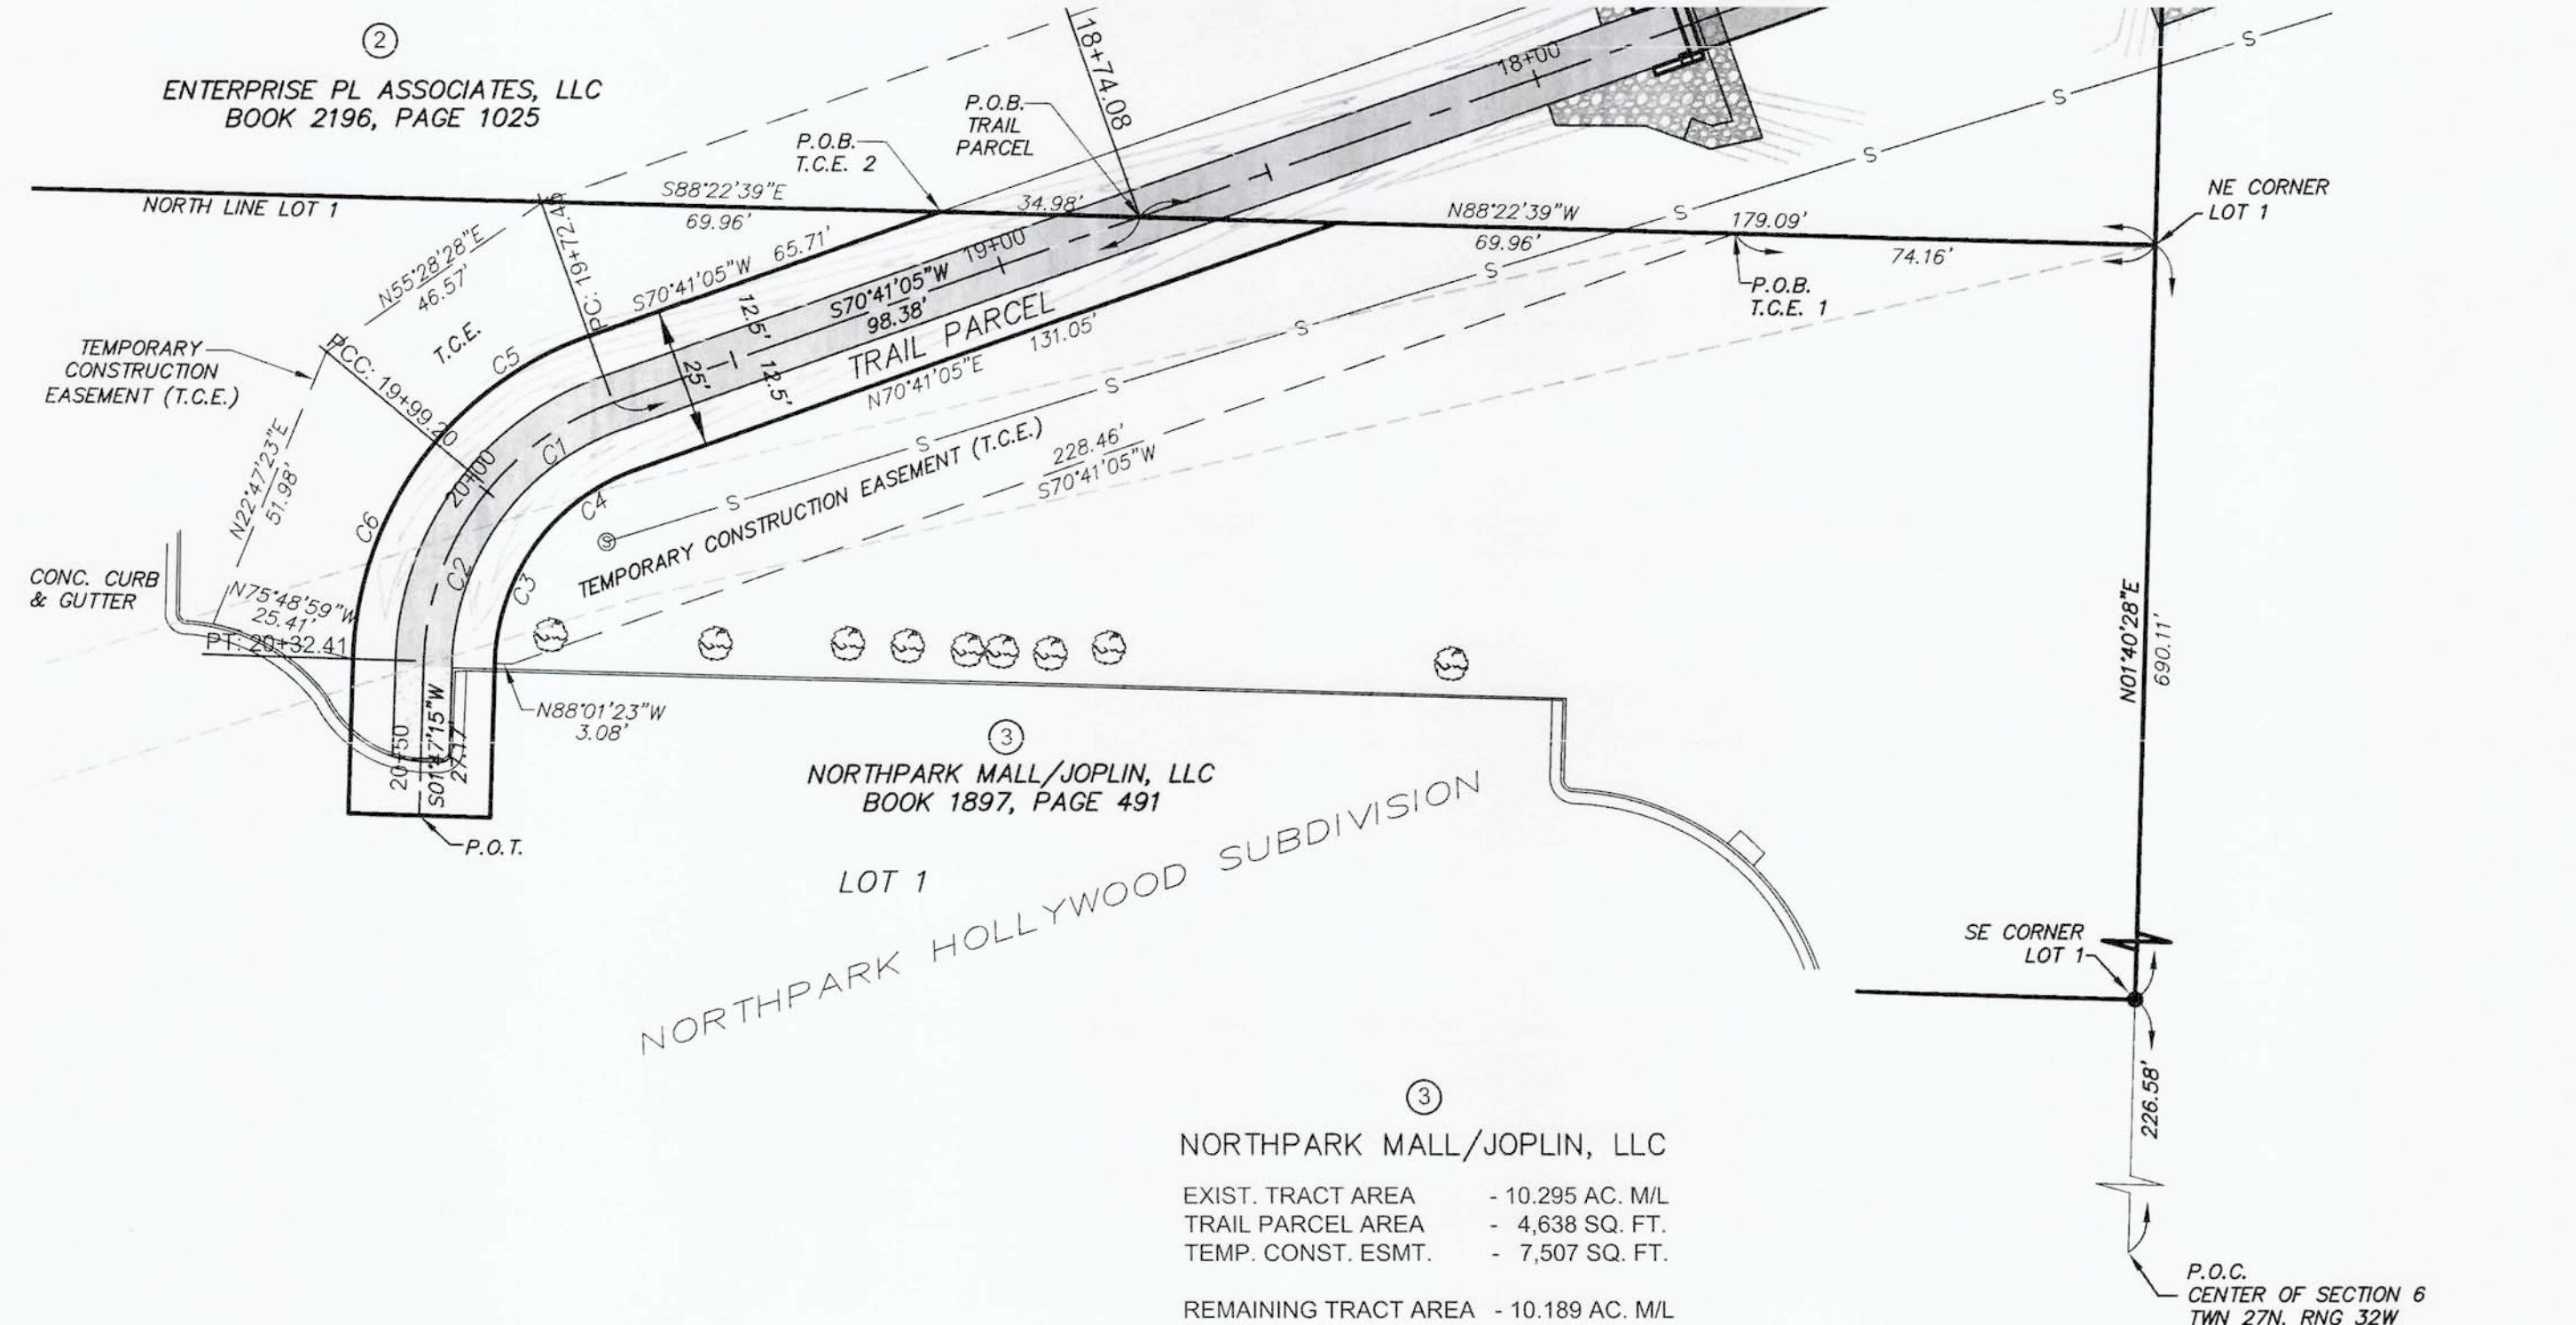 2
ENTERPRISE PL ASSOCIATES, LLC
BOOK 2196, PAGE 1025
18+74.08
P.O.B.
TRAIL
PARCEL
P.O.B.
T.C.E. 2
18+00
S
S
S
NORTH LINE LOT 1
S88°22'39"E
69.96'
34.98'
N88°22'39"W
69.96'
S
179.09'
74.16'
NE CORNER
LOT 1
P.O.B.
T.C.E. 1
N55°28'28"E
46.57'
PC: 19+72.46
S70°41'05"W 65.71'
19+00
S70°41'05"W
98.38'
12.5'
25'
12.5'
TRAIL PARCEL
N70°41'05"E 131.05'
S
S
S
S
S
TEMPORARY
CONSTRUCTION
EASEMENT (T.C.E.)
T.C.E.
PCC: 19+99.20
C5
C1
20+00
C4
C6
C2
C3
N22°47'23"E
51.98'
S
TEMPORARY CONSTRUCTION EASEMENT (T.C.E.)
228.46'
S70°41'05"W
CONC. CURB
& GUTTER
N75°48'59"W
25.41'
PT: 20+32.41
20+50
S01°47'15"W
27.17'
N88°01'23"W
3.08'
P.O.T.
N01°40'28"E
690.11'
3
NORTHPARK MALL/JOPLIN, LLC
BOOK 1897, PAGE 491
LOT 1
NORTHPARK HOLLYWOOD SUBDIVISION
SE CORNER
LOT 1
226.58'
3
NORTHPARK MALL/JOPLIN, LLC
EXIST. TRACT AREA - 10.295 AC. M/L
TRAIL PARCEL AREA - 4,638 SQ. FT.
TEMP. CONST. ESMT. - 7,507 SQ. FT.
REMAINING TRACT AREA - 10.189 AC. M/L
P.O.C.
CENTER OF SECTION 6
TWN 27N, RNG 32W